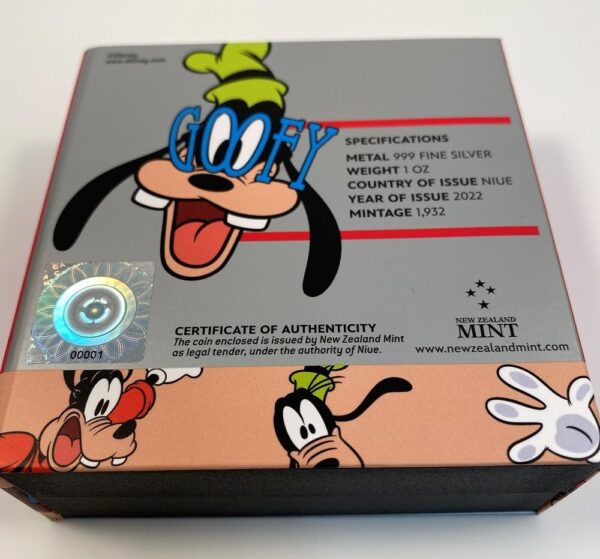 ©Disney
www.disney.com
GOOFY
SPECIFICATIONS
METAL 999 FINE SILVER
WEIGHT 1 OZ
COUNTRY OF ISSUE NIUE
YEAR OF ISSUE 2022
MINTAGE 1,932
00001
CERTIFICATE OF AUTHENTICITY
The coin enclosed is issued by New Zealand Mint
as legal tender, under the authority of Niue.
NEW ZEALAND
MINT
www.newzealandmint.com